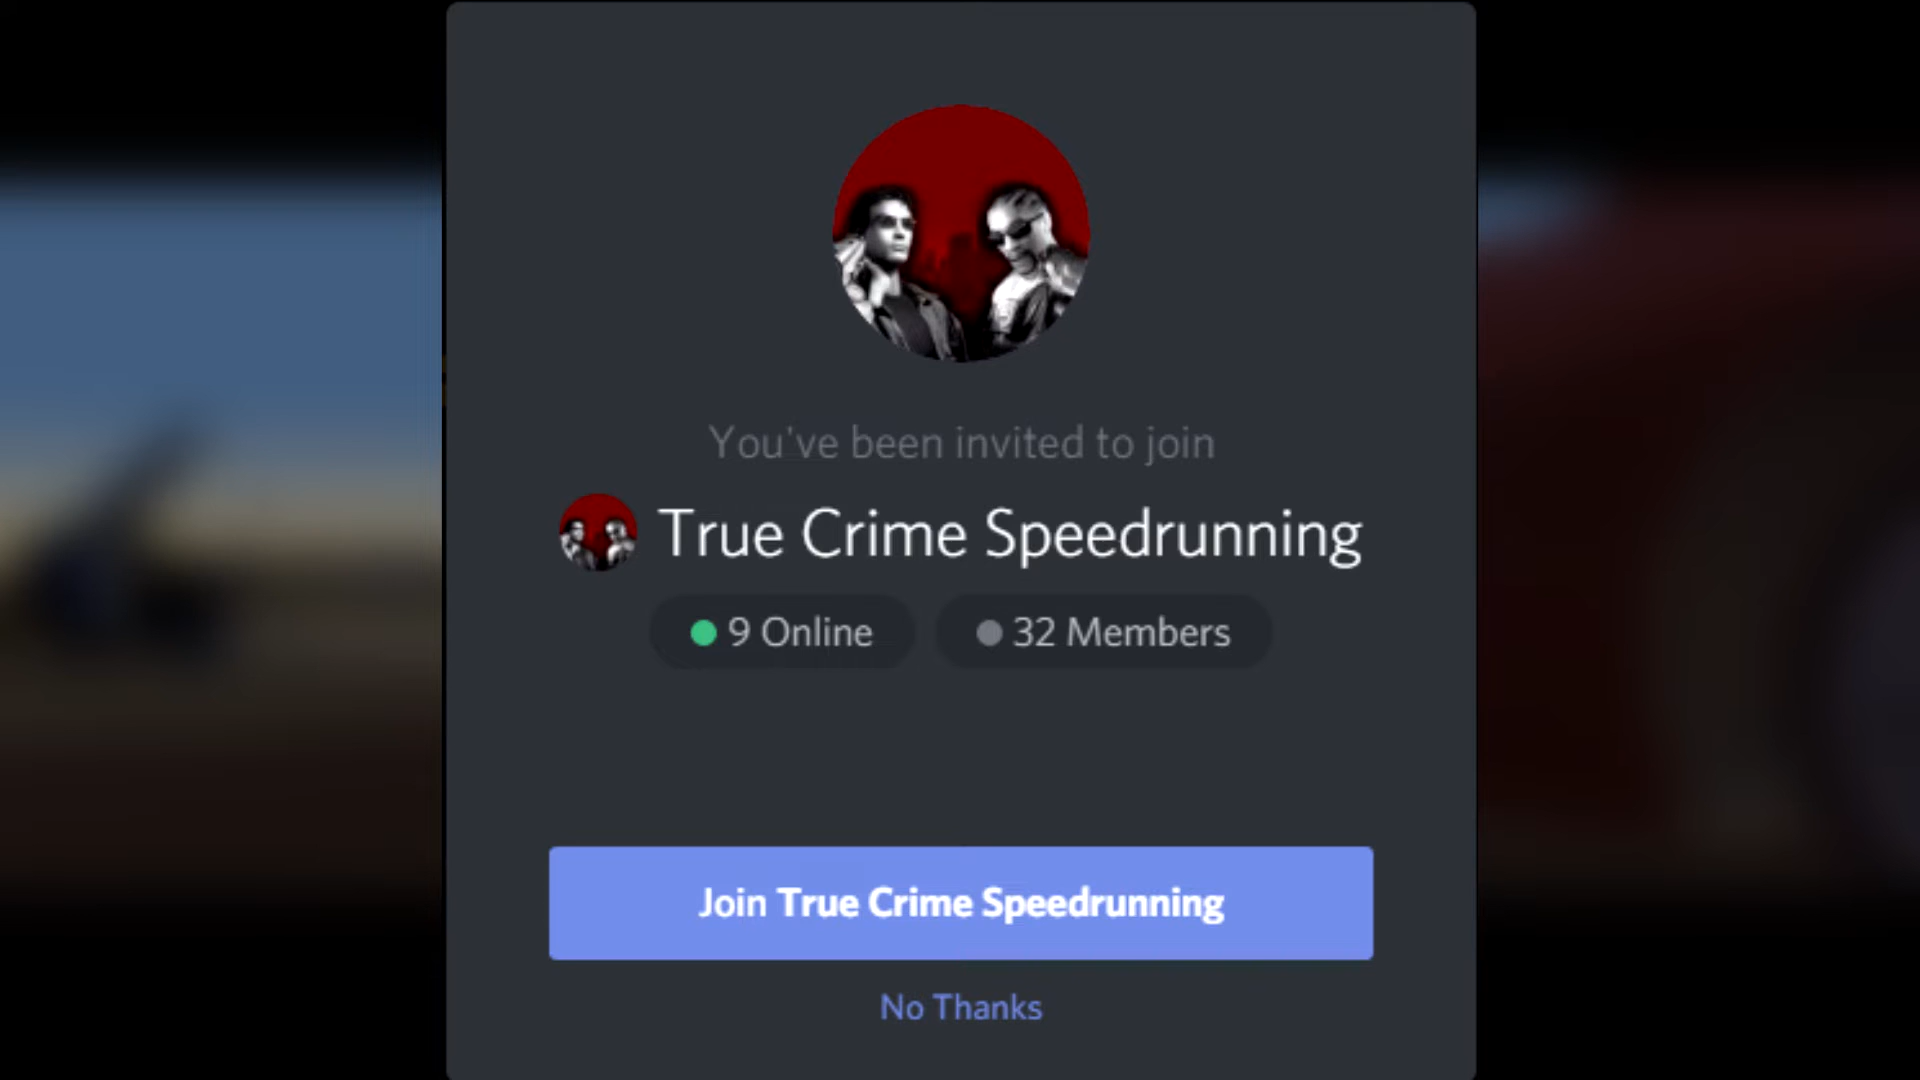 You've been invited to join
True Crime Speedrunning
9 Online
32 Members
Join True Crime Speedrunning
No Thanks